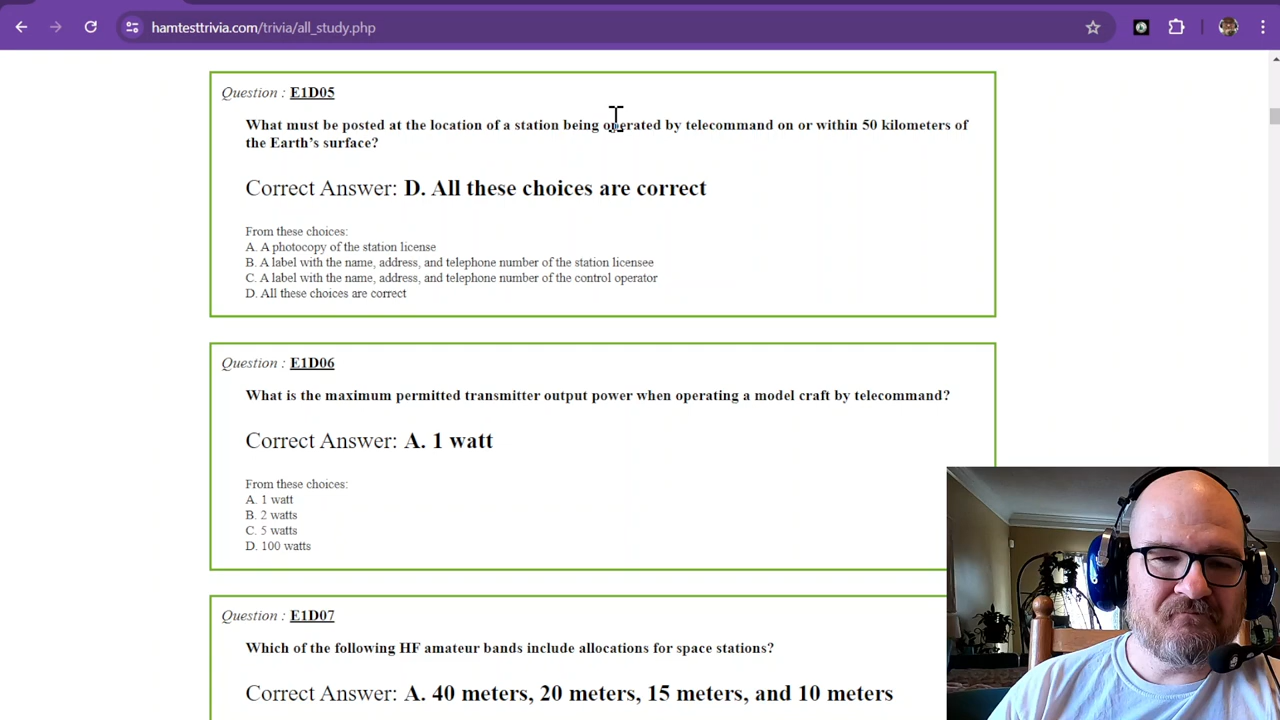 hamtesttrivia.com/trivia/all_study.php
Question : E1D05
What must be posted at the location of a station being operated by telecommand on or within 50 kilometers of
the Earth’s surface?
Correct Answer: D. All these choices are correct
From these choices:
A. A photocopy of the station license
B. A label with the name, address, and telephone number of the station licensee
C. A label with the name, address, and telephone number of the control operator
D. All these choices are correct
Question : E1D06
What is the maximum permitted transmitter output power when operating a model craft by telecommand?
Correct Answer: A. 1 watt
From these choices:
A. 1 watt
B. 2 watts
C. 5 watts
D. 100 watts
Question : E1D07
Which of the following HF amateur bands include allocations for space stations?
Correct Answer: A. 40 meters, 20 meters, 15 meters, and 10 meters